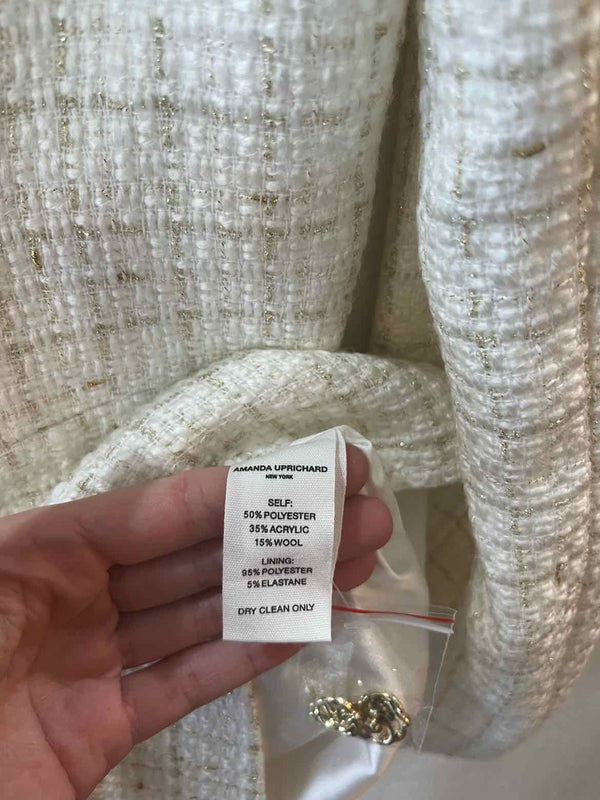 AMANDA UPRICHARD
NEW YORK
SELF:
50% POLYESTER
35% ACRYLIC
15% WOOL
LINING:
95% POLYESTER
5% ELASTANE
DRY CLEAN ONLY